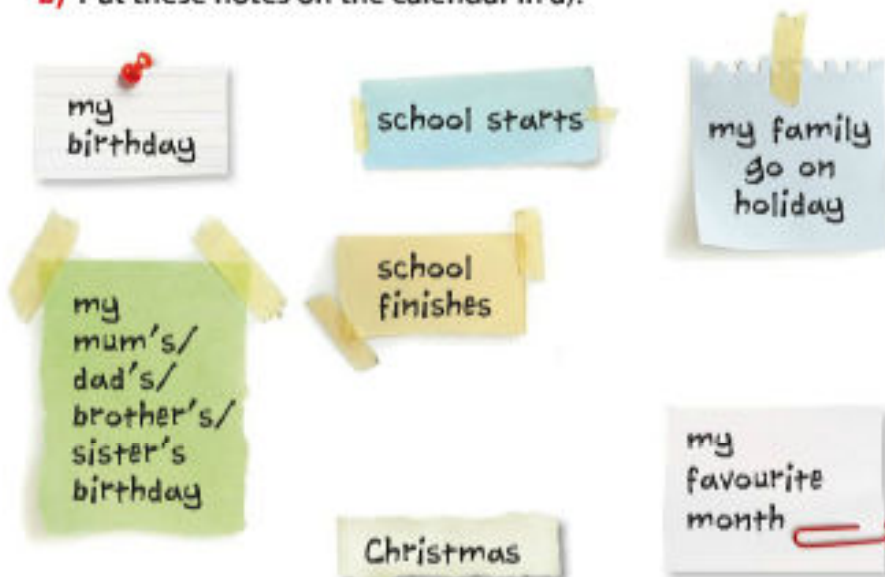 b) Put these notes on the calendar in a).
my
birthday
school starts
my family
go on
holiday
my
mum's/
dad's/
brother's/
sister's
birthday
school
finishes
my
favourite
month
Christmas